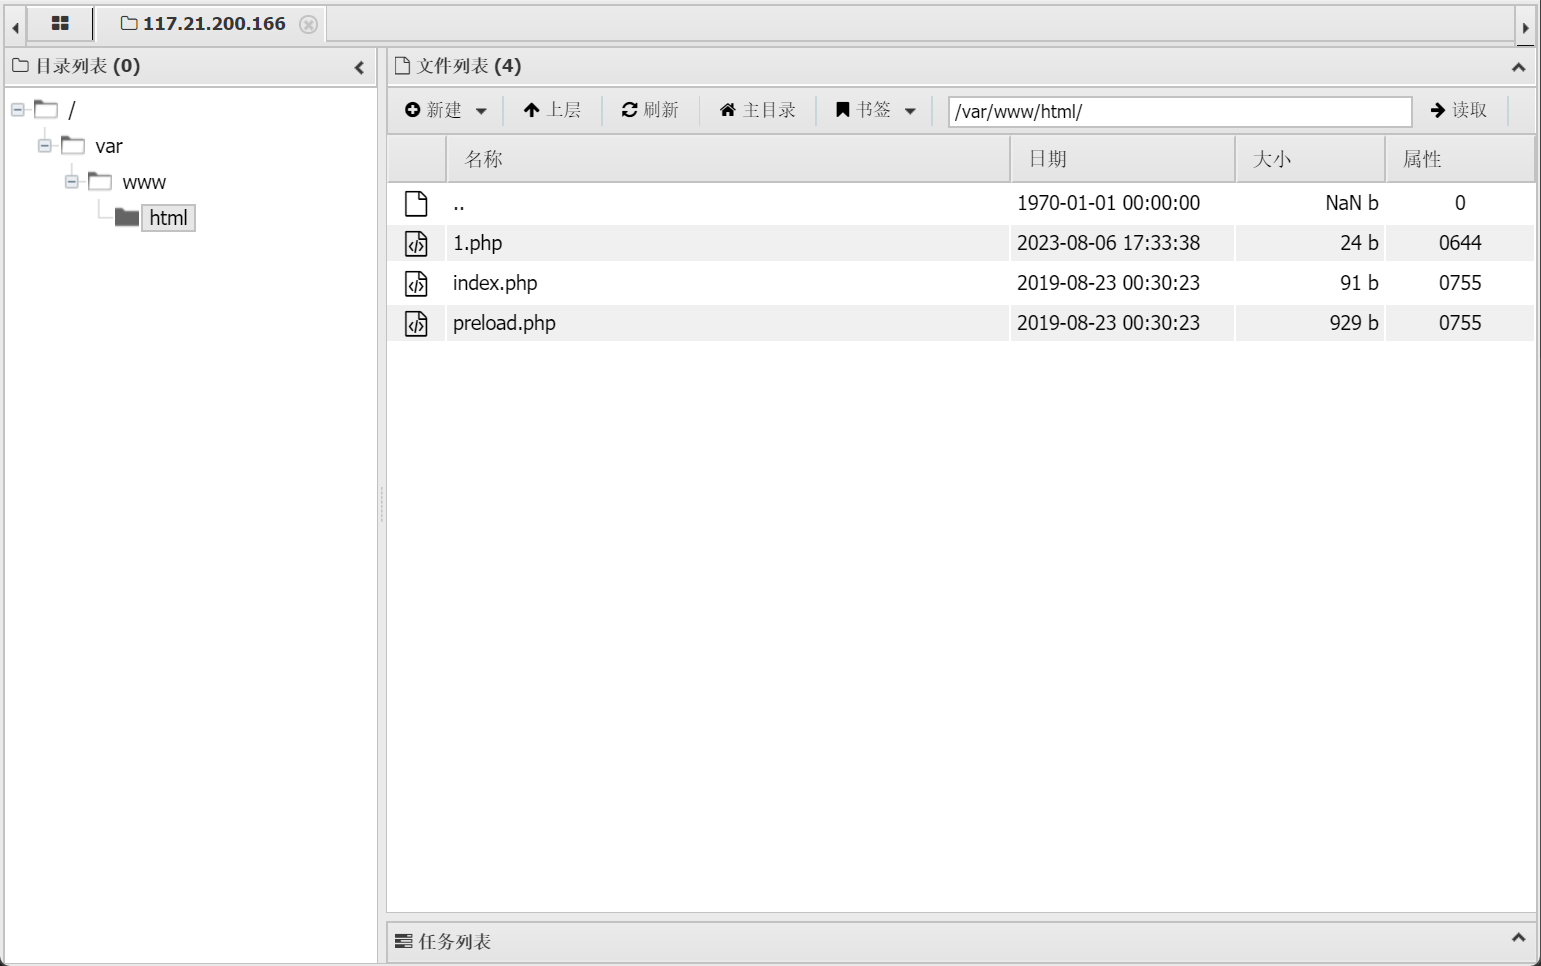 117.21.200.166
目录列表 (0)
/
var
www
html
文件列表 (4)
新建 上层 刷新 主目录 书签 /var/www/html/ 读取
名称 日期 大小 属性
.. 1970-01-01 00:00:00 NaN b 0
1.php 2023-08-06 17:33:38 24 b 0644
index.php 2019-08-23 00:30:23 91 b 0755
preload.php 2019-08-23 00:30:23 929 b 0755
任务列表